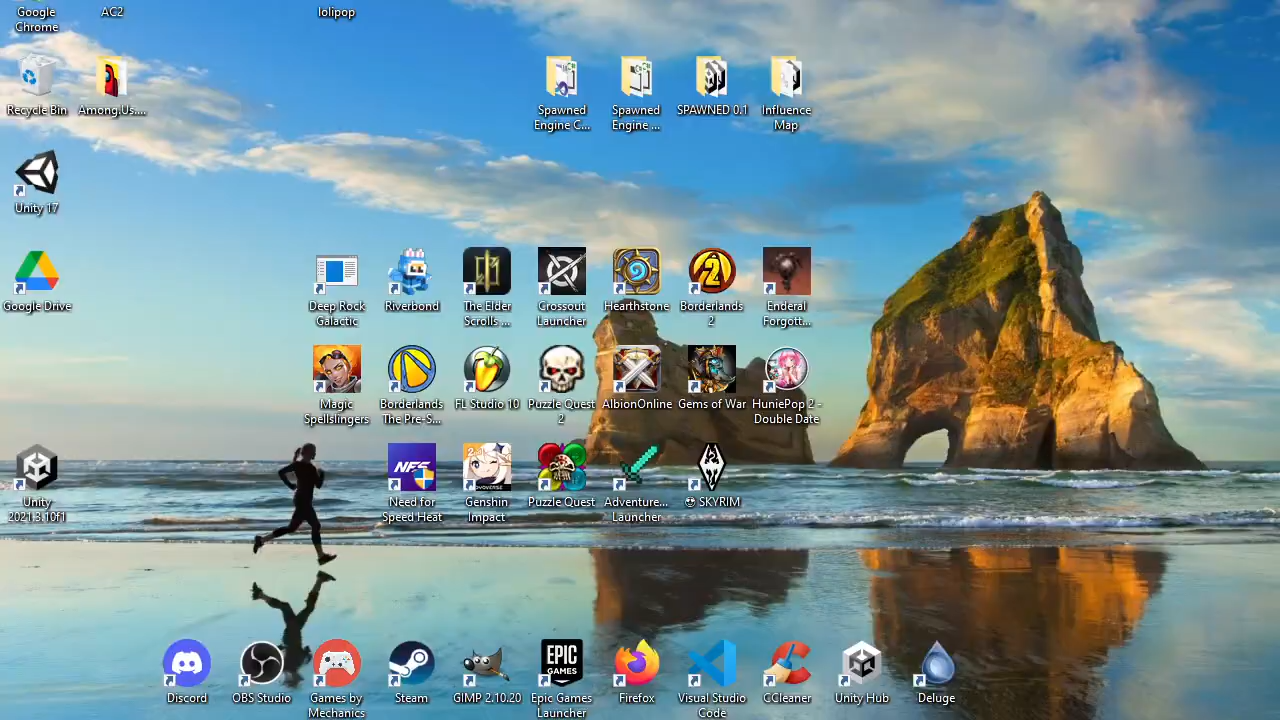 Google
Chrome
AC2
lolipop
Recycle Bin
Among.Us....
Spawned
Engine C...
Spawned
Engine ...
SPAWNED 0.1
Influence
Map
Unity 17
Google Drive
Deep Rock
Galactic
Riverbond
The Elder
Scrolls ...
Crossout
Launcher
Hearthstone
2
Borderlands
2
Enderal
Forgott...
Magic
Spellslingers
Borderlands
The Pre-S...
FL Studio 10
Puzzle Quest
2
AlbionOnline
Gems of War
HuniePop 2 -
Double Date
Unity
2021.3.10f1
NFS
Need for
Speed Heat
Genshin
Impact
Puzzle Quest
Adventure...
Launcher
😎 SKYRIM
Discord
OBS Studio
Games by
Mechanics
Steam
GIMP 2.10.20
EPIC
GAMES
Epic Games
Launcher
Firefox
Visual Studio
Code
CCleaner
Unity Hub
Deluge